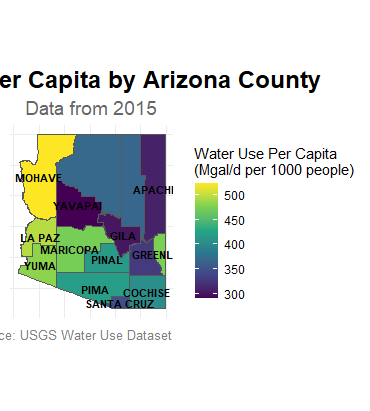 er Capita by Arizona County
Data from 2015
Water Use Per Capita
(Mgal/d per 1000 people)
500
450
400
350
300
MOHAVE
APACH
YAVAPAI
LA PAZ
GILA
MARICOPA
GREENL
PINAL
YUMA
PIMA
COCHISE
SANTA CRUZ
ce: USGS Water Use Dataset